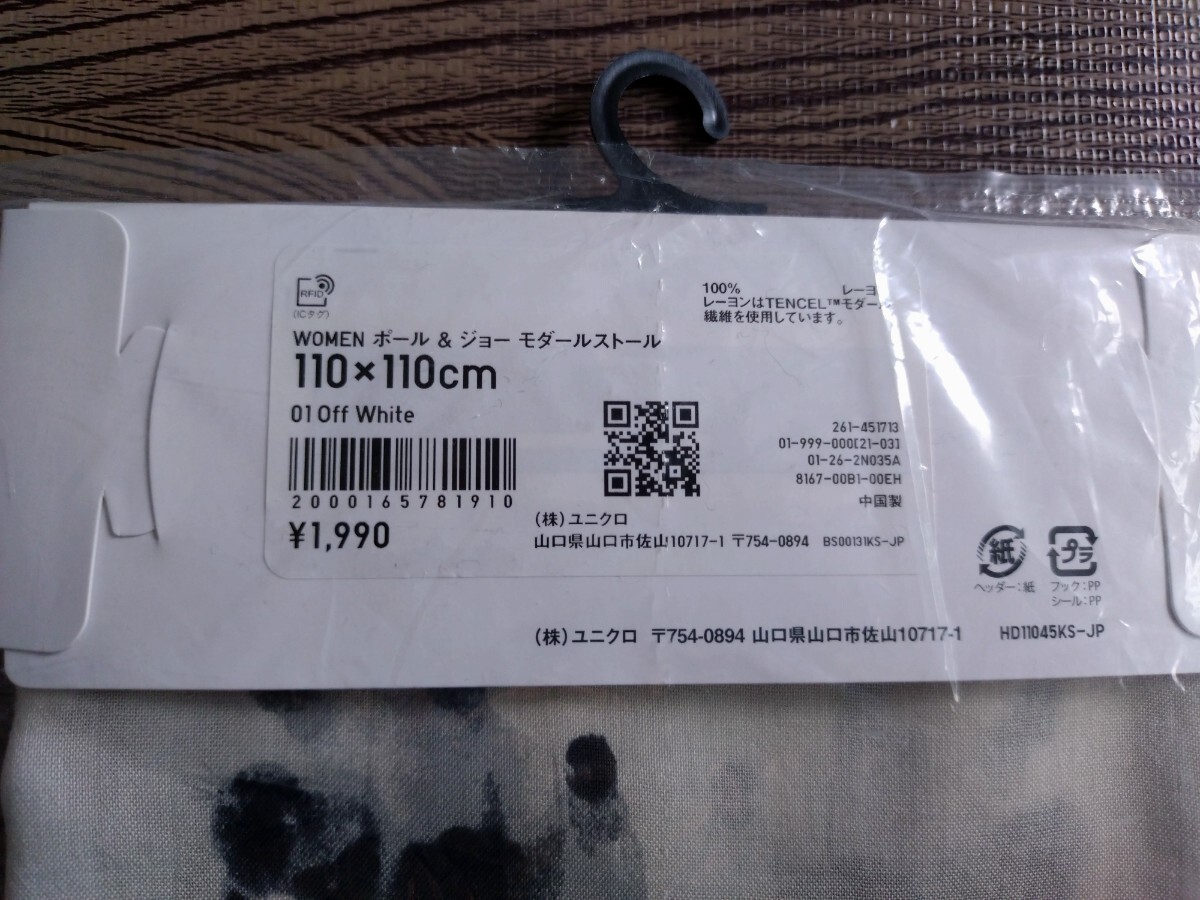 RFID
(ICタグ)
WOMEN ポール & ジョー モダールストール
110×110cm
01 Off White
2000165781910
¥1,990
100% レーヨ
レーヨンはTENCEL™モダール
繊維を使用しています。
261-451713
01-999-000(21-03)
01-26-2N035A
8167-00B1-00EH
中国製
(株)ユニクロ
山口県山口市佐山10717-1 〒754-0894 BS00131KS-JP
紙
ヘッダー:紙
プラ
フック:PP
シール:PP
(株)ユニクロ 〒754-0894 山口県山口市佐山10717-1 HD11045KS-JP